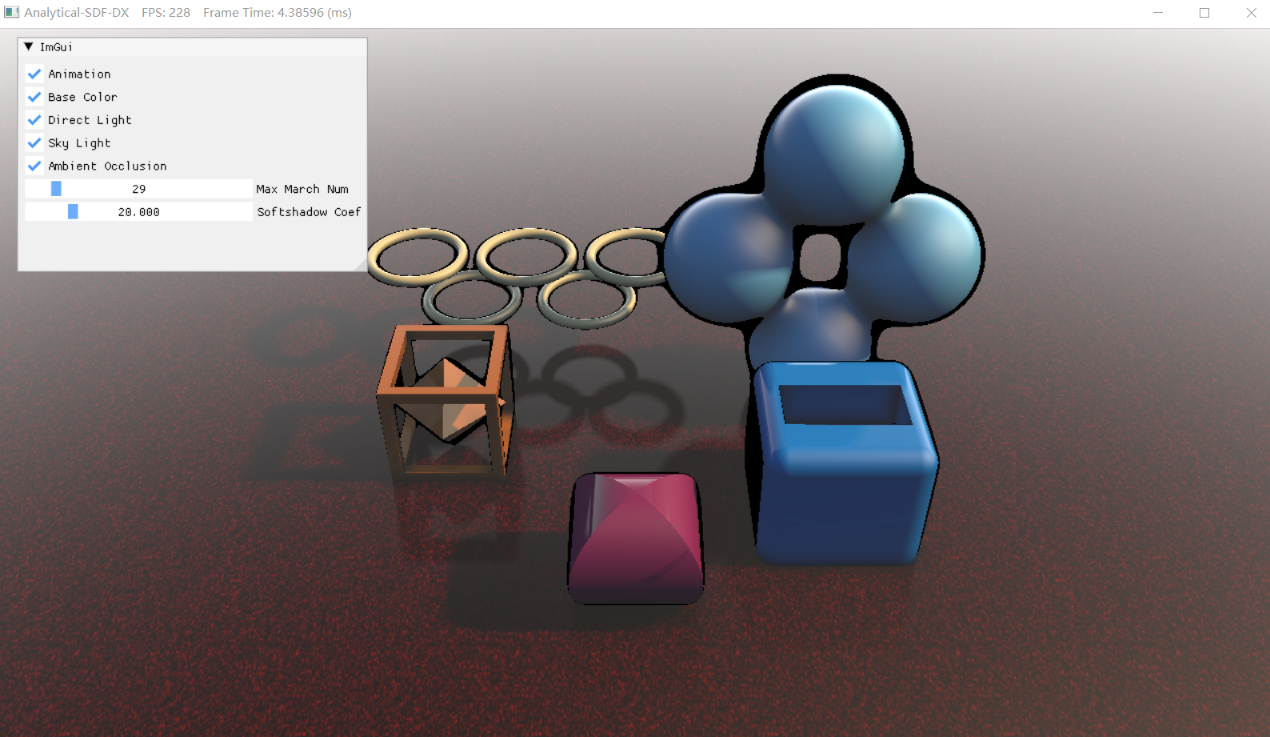 Analytical-SDF-DX FPS: 228 Frame Time: 4.38596 (ms)
ImGui
Animation
Base Color
Direct Light
Sky Light
Ambient Occlusion
29 Max March Num
20.000 Softshadow Coef